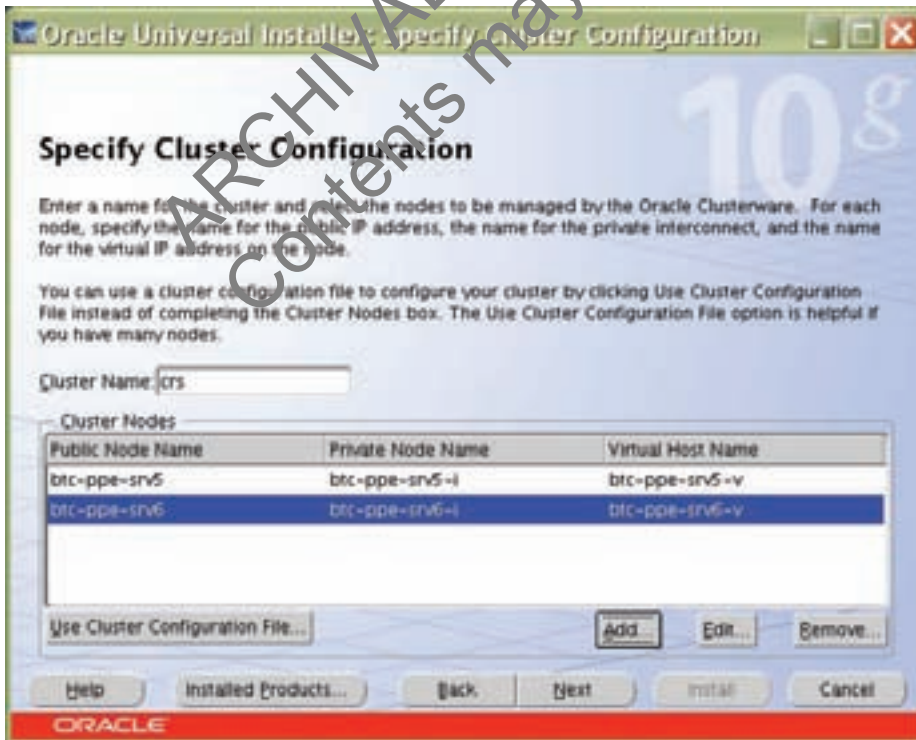 Oracle Universal Installer: Specify Cluster Configuration
10g
Specify Cluster Configuration
Enter a name for the cluster and select the nodes to be managed by the Oracle Clusterware. For each
node, specify the name for the public IP address, the name for the private interconnect, and the name
for the virtual IP address on the node.
You can use a cluster configuration file to configure your cluster by clicking Use Cluster Configuration
File instead of completing the Cluster Nodes box. The Use Cluster Configuration File option is helpful if
you have many nodes.
Cluster Name: crs
Cluster Nodes
Public Node Name Private Node Name Virtual Host Name
btc-ppe-srv5 btc-ppe-srv5-i btc-ppe-srv5-v
btc-ppe-srv6 btc-ppe-srv6-i btc-ppe-srv6-v
Use Cluster Configuration File... Add... Edit... Remove...
Help Installed Products... Back Next Install Cancel
ORACLE
Contents may